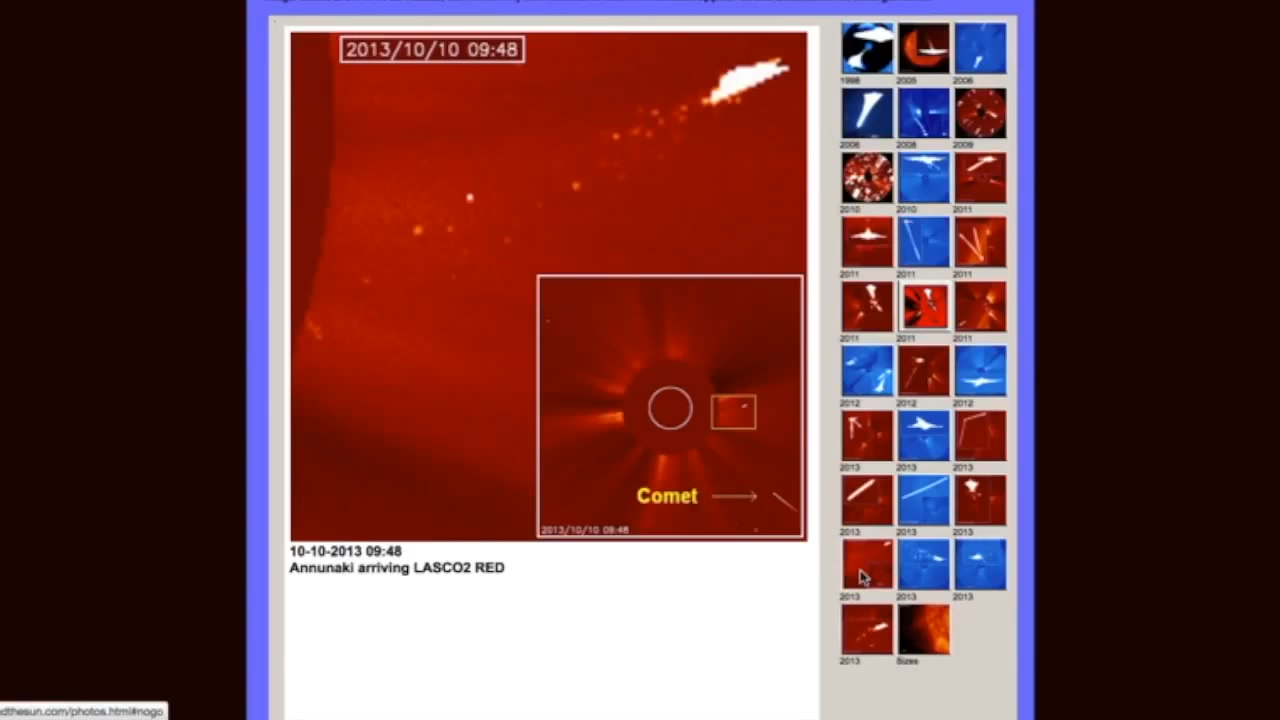 2013/10/10 09:48
Comet
2013/10/10 09:48
10-10-2013 09:48
Annunaki arriving LASCO2 RED
1998 2005 2006
2006 2008 2009
2010 2010 2011
2011 2011 2011
2011 2011 2011
2012 2012 2012
2013 2013 2013
2013 2013 2013
2013 2013 2013
2013 Sizes
dthesun.com/photos.html#nogo